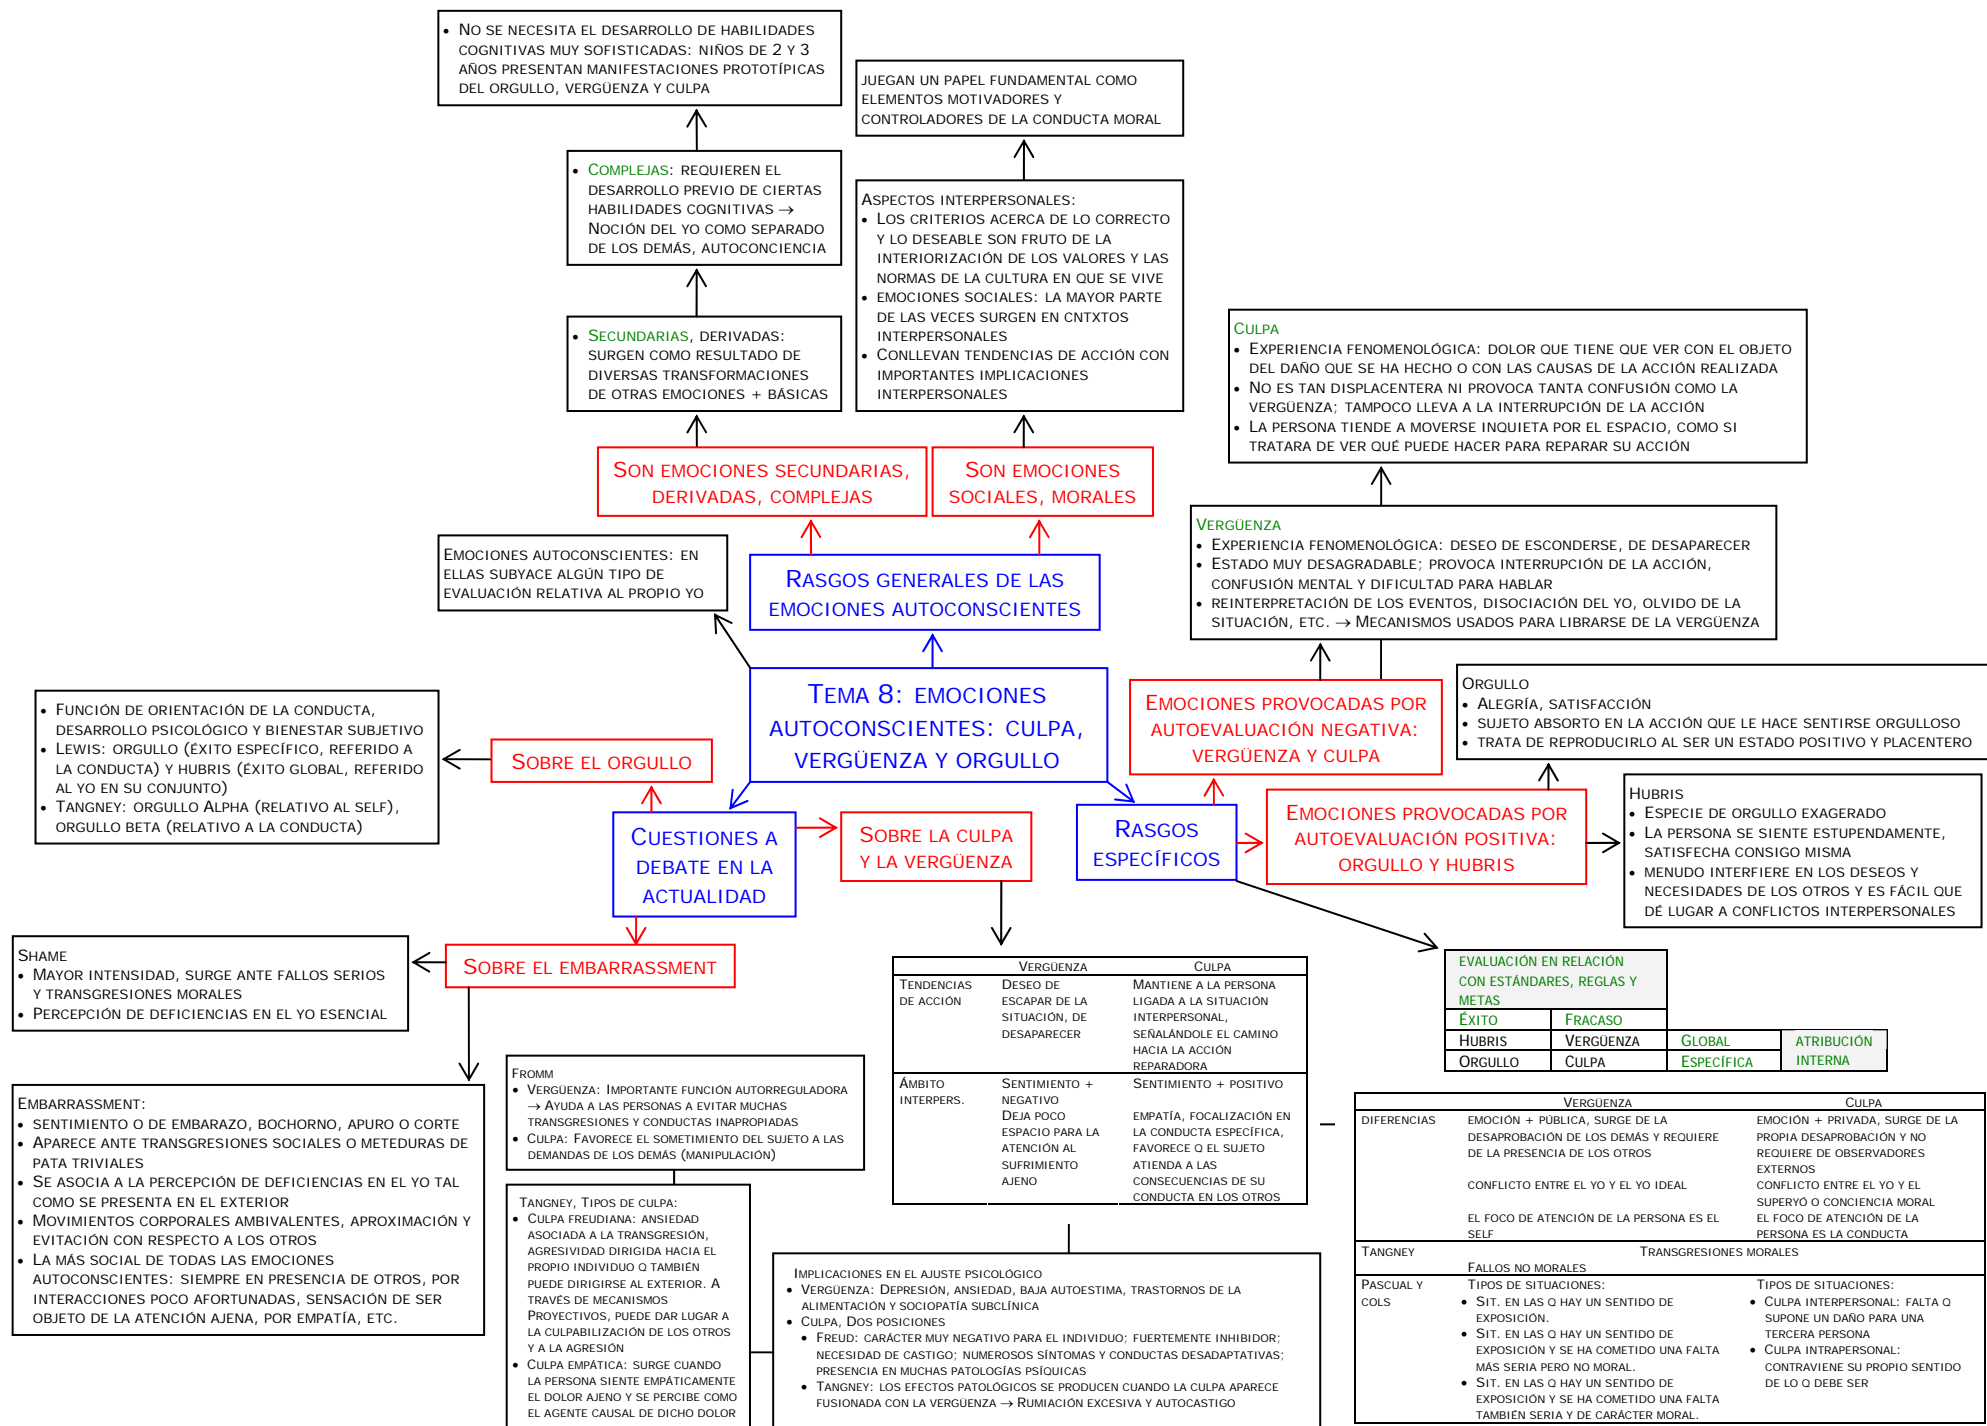 • No se necesita el desarrollo de habilidades
cognitivas muy sofisticadas: niños de 2 y 3
años presentan manifestaciones prototípicas
del orgullo, vergüenza y culpa
juegan un papel fundamental como
elementos motivadores y
controladores de la conducta moral
• Complejas: requieren el
desarrollo previo de ciertas
habilidades cognitivas →
Noción del yo como separado
de los demás, autoconciencia
Aspectos interpersonales:
• Los criterios acerca de lo correcto
y lo deseable son fruto de la
interiorización de los valores y las
normas de la cultura en que se vive
• emociones sociales: la mayor parte
de las veces surgen en cntxtos
interpersonales
• Conllevan tendencias de acción con
importantes implicaciones
interpersonales
• Secundarias, derivadas:
surgen como resultado de
diversas transformaciones
de otras emociones + básicas
Culpa
• Experiencia fenomenológica: dolor que tiene que ver con el objeto
del daño que se ha hecho o con las causas de la acción realizada
• No es tan displacentera ni provoca tanta confusión como la
vergüenza; tampoco lleva a la interrupción de la acción
• La persona tiende a moverse inquieta por el espacio, como si
tratara de ver qué puede hacer para reparar su acción
Son emociones secundarias,
derivadas, complejas
Son emociones
sociales, morales
Vergüenza
• Experiencia fenomenológica: deseo de esconderse, de desaparecer
• Estado muy desagradable; provoca interrupción de la acción,
confusión mental y dificultad para hablar
• reinterpretación de los eventos, disociación del yo, olvido de la
situación, etc. → Mecanismos usados para librarse de la vergüenza
Emociones autoconscientes: en
ellas subyace algún tipo de
evaluación relativa al propio yo
Rasgos generales de las
emociones autoconscientes
Tema 8: emociones
autoconscientes: culpa,
vergüenza y orgullo
Emociones provocadas por
autoevaluación negativa:
vergüenza y culpa
Orgullo
• Alegría, satisfacción
• sujeto absorto en la acción que le hace sentirse orgulloso
• trata de reproducirlo al ser un estado positivo y placentero
• Función de orientación de la conducta,
desarrollo psicológico y bienestar subjetivo
• Lewis: orgullo (éxito específico, referido a
la conducta) y hubris (éxito global, referido
al yo en su conjunto)
• Tangney: orgullo Alpha (relativo al self),
orgullo beta (relativo a la conducta)
Sobre el orgullo
Cuestiones a
debate en la
actualidad
Sobre la culpa
y la vergüenza
Rasgos
específicos
Emociones provocadas por
autoevaluación positiva:
orgullo y hubris
Hubris
• especie de orgullo exagerado
• La persona se siente estupendamente,
satisfecha consigo misma
• menudo interfiere en los deseos y
necesidades de los otros y es fácil que
dé lugar a conflictos interpersonales
Shame
• Mayor intensidad, surge ante fallos serios
y transgresiones morales
• Percepción de deficiencias en el yo esencial
Sobre el embarrassment
Embarrassment:
• sentimiento o de embarazo, bochorno, apuro o corte
• Aparece ante transgresiones sociales o meteduras de
pata triviales
• Se asocia a la percepción de deficiencias en el yo tal
como se presenta en el exterior
• Movimientos corporales ambivalentes, aproximación y
evitación con respecto a los otros
• La más social de todas las emociones
autoconscientes: siempre en presencia de otros, por
interacciones poco afortunadas, sensación de ser
objeto de la atención ajena, por empatía, etc.
Fromm
• Vergüenza: Importante función autorreguladora
→ Ayuda a las personas a evitar muchas
transgresiones y conductas inapropiadas
• Culpa: Favorece el sometimiento del sujeto a las
demandas de los demás (manipulación)
Tangney, Tipos de culpa:
• Culpa freudiana: ansiedad
asociada a la transgresión,
agresividad dirigida hacia el
propio individuo q también
puede dirigirse al exterior. A
través de mecanismos
Proyectivos, puede dar lugar a
la culpabilización de los otros
y a la agresión
• Culpa empática: surge cuando
la persona siente empáticamente
el dolor ajeno y se percibe como
el agente causal de dicho dolor
Vergüenza Culpa
Tendencias
de acción
Deseo de
escapar de la
situación, de
desaparecer
Mantiene a la persona
ligada a la situación
interpersonal,
señalándole el camino
hacia la acción
reparadora
Ámbito
interpers.
Sentimiento +
negativo
Deja poco
espacio para la
atención al
sufrimiento
ajeno
Sentimiento + positivo
empatía, focalización en
la conducta específica,
favorece q el sujeto
atienda a las
consecuencias de su
conducta en los otros
Implicaciones en el ajuste psicológico
• Vergüenza: Depresión, ansiedad, baja autoestima, trastornos de la
alimentación y sociopatía subclínica
• Culpa, Dos posiciones
• Freud: carácter muy negativo para el individuo; fuertemente inhibidor;
necesidad de castigo; numerosos síntomas y conductas desadaptativas;
presencia en muchas patologías psíquicas
• Tangney: los efectos patológicos se producen cuando la culpa aparece
fusionada con la vergüenza → Rumiación excesiva y autocastigo
evaluación en relación
con estándares, reglas y
metas
Éxito Fracaso
Hubris Vergüenza Global atribución
interna
Orgullo Culpa Específica
Vergüenza Culpa
diferencias
emoción + pública, surge de la
desaprobación de los demás y requiere
de la presencia de los otros
conflicto entre el yo y el yo ideal
el foco de atención de la persona es el
self
emoción + privada, surge de la
propia desaprobación y no
requiere de observadores
externos
conflicto entre el yo y el
superyó o conciencia moral
el foco de atención de la
persona es la conducta
Tangney Transgresiones morales
Fallos no morales
Pascual y
cols
Tipos de situaciones:
• Sit. en las q hay un sentido de
exposición.
• Sit. en las q hay un sentido de
exposición y se ha cometido una falta
más seria pero no moral.
• Sit. en las q hay un sentido de
exposición y se ha cometido una falta
también seria y de carácter moral.
Tipos de situaciones:
• Culpa interpersonal: falta q
supone un daño para una
tercera persona
• Culpa intrapersonal:
contraviene su propio sentido
de lo q debe ser